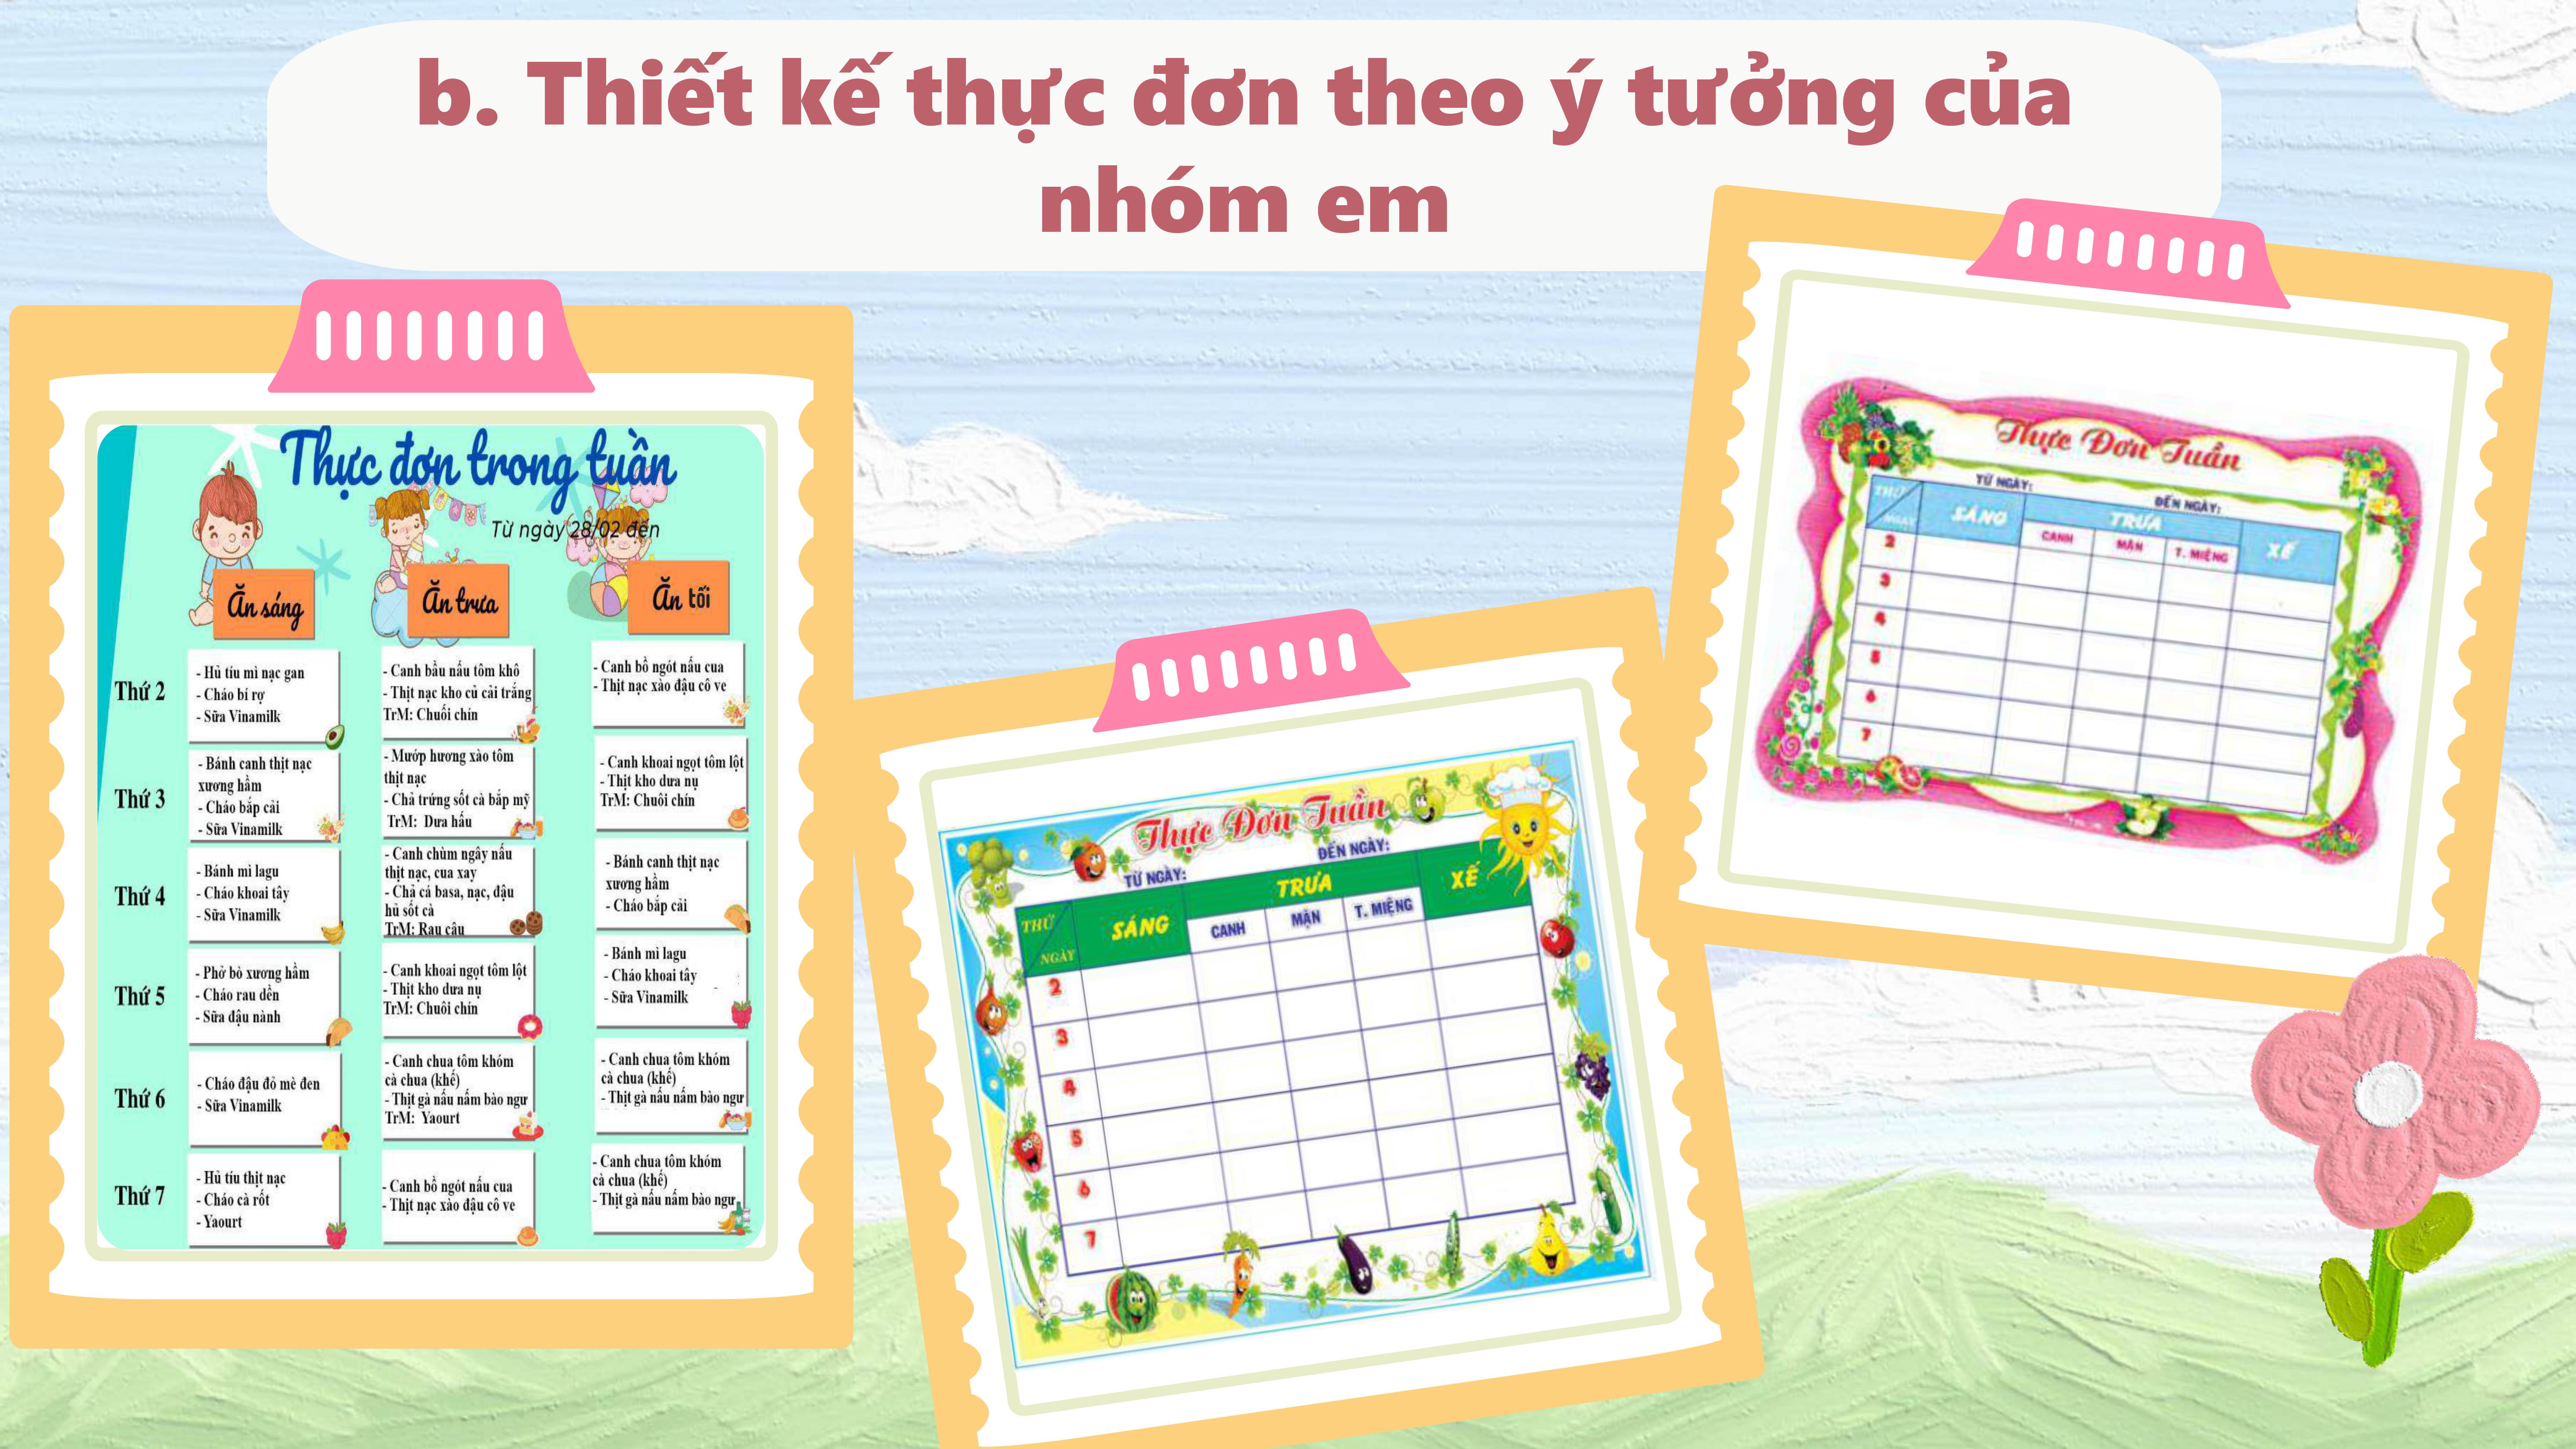 b. Thiết kế thực đơn theo ý tưởng của
nhóm em
Thực đơn trong tuần
Từ ngày 28/02 đến
Ăn sáng
Ăn trưa
Ăn tối
Thứ 2
- Hủ tíu mì nạc gan
- Cháo bí rợ
- Sữa Vinamilk
- Canh bầu nấu tôm khô
- Thịt nạc kho củ cải trắng
TrM: Chuối chín
- Canh bồ ngót nấu cua
- Thịt nạc xào đậu cô ve
Thứ 3
- Bánh canh thịt nạc
xương hầm
- Cháo bắp cải
- Sữa Vinamilk
- Mướp hương xào tôm
thịt nạc
- Chả trứng sốt cà bắp mỹ
TrM: Dưa hấu
- Canh khoai ngọt tôm lột
- Thịt kho dưa nụ
TrM: Chuôi chín
Thứ 4
- Bánh mì lagu
- Cháo khoai tây
- Sữa Vinamilk
- Canh chùm ngây nấu
thịt nạc, cua xay
- Chả cá basa, nạc, đậu
hủ sốt cà
TrM: Rau câu
- Bánh canh thịt nạc
xương hầm
- Cháo bắp cải
Thứ 5
- Phở bò xương hầm
- Cháo rau dền
- Sữa đậu nành
- Canh khoai ngọt tôm lột
- Thịt kho dưa nụ
TrM: Chuôi chín
- Bánh mì lagu
- Cháo khoai tây
- Sữa Vinamilk
Thứ 6
- Cháo đậu đỏ mè đen
- Sữa Vinamilk
- Canh chua tôm khóm
cà chua (khế)
- Thịt gà nấu nấm bào ngư
TrM: Yaourt
- Canh chua tôm khóm
cà chua (khế)
- Thịt gà nấu nấm bào ngư
Thứ 7
- Hủ tíu thịt nạc
- Cháo cà rốt
- Yaourt
- Canh bồ ngót nấu cua
- Thịt nạc xào đậu cô ve
- Canh chua tôm khóm
cà chua (khế)
- Thịt gà nấu nấm bào ngư
Thực Đơn Tuần
TỪ NGÀY:
ĐẾN NGÀY:
THỨ
NGÀY
SÁNG
TRƯA
XẾ
CANH
MẶN
T. MIỆNG
2
3
4
5
6
7
Thực Đơn Tuần
TỪ NGÀY:
ĐẾN NGÀY:
THỨ
NGÀY
SÁNG
TRƯA
XẾ
CANH
MẶN
T. MIỆNG
2
3
4
5
6
7